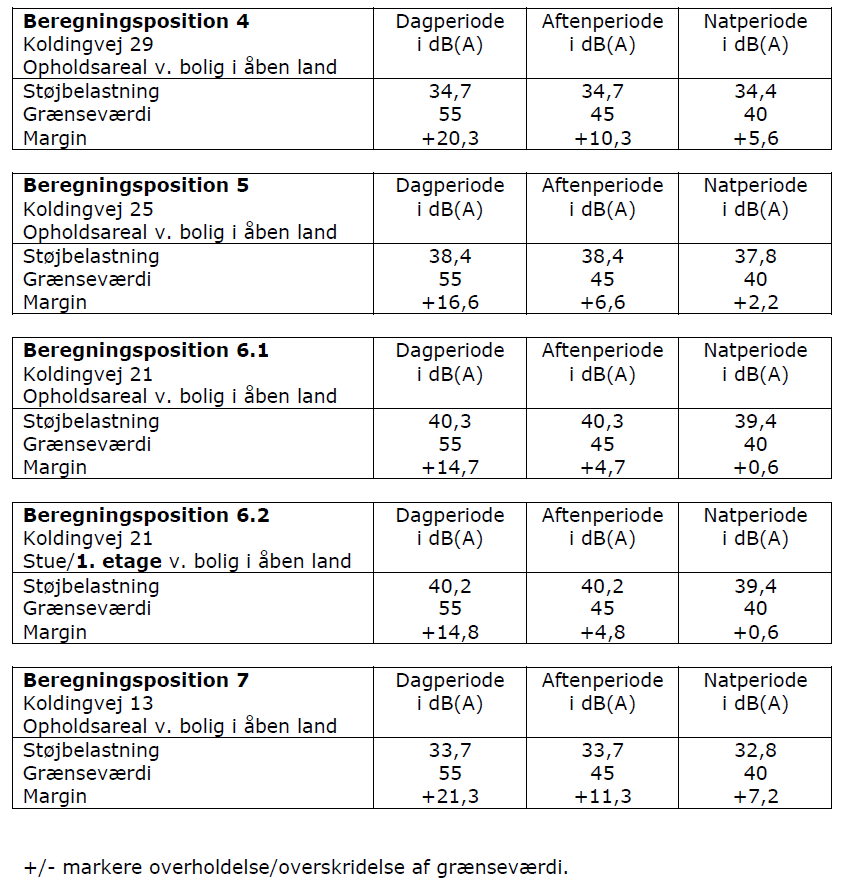 Beregningsposition 4 Dagperiode Aftenperiode Natperiode
Koldingvej 29 i dB(A) i dB(A) i dB(A)
Opholdsareal v. bolig i åben land
Støjbelastning 34,7 34,7 34,4
Grænseværdi 55 45 40
Margin +20,3 +10,3 +5,6
Beregningsposition 5 Dagperiode Aftenperiode Natperiode
Koldingvej 25 i dB(A) i dB(A) i dB(A)
Opholdsareal v. bolig i åben land
Støjbelastning 38,4 38,4 37,8
Grænseværdi 55 45 40
Margin +16,6 +6,6 +2,2
Beregningsposition 6.1 Dagperiode Aftenperiode Natperiode
Koldingvej 21 i dB(A) i dB(A) i dB(A)
Opholdsareal v. bolig i åben land
Støjbelastning 40,3 40,3 39,4
Grænseværdi 55 45 40
Margin +14,7 +4,7 +0,6
Beregningsposition 6.2 Dagperiode Aftenperiode Natperiode
Koldingvej 21 i dB(A) i dB(A) i dB(A)
Stue/1. etage v. bolig i åben land
Støjbelastning 40,2 40,2 39,4
Grænseværdi 55 45 40
Margin +14,8 +4,8 +0,6
Beregningsposition 7 Dagperiode Aftenperiode Natperiode
Koldingvej 13 i dB(A) i dB(A) i dB(A)
Opholdsareal v. bolig i åben land
Støjbelastning 33,7 33,7 32,8
Grænseværdi 55 45 40
Margin +21,3 +11,3 +7,2
+/- markere overholdelse/overskridelse af grænseværdi.